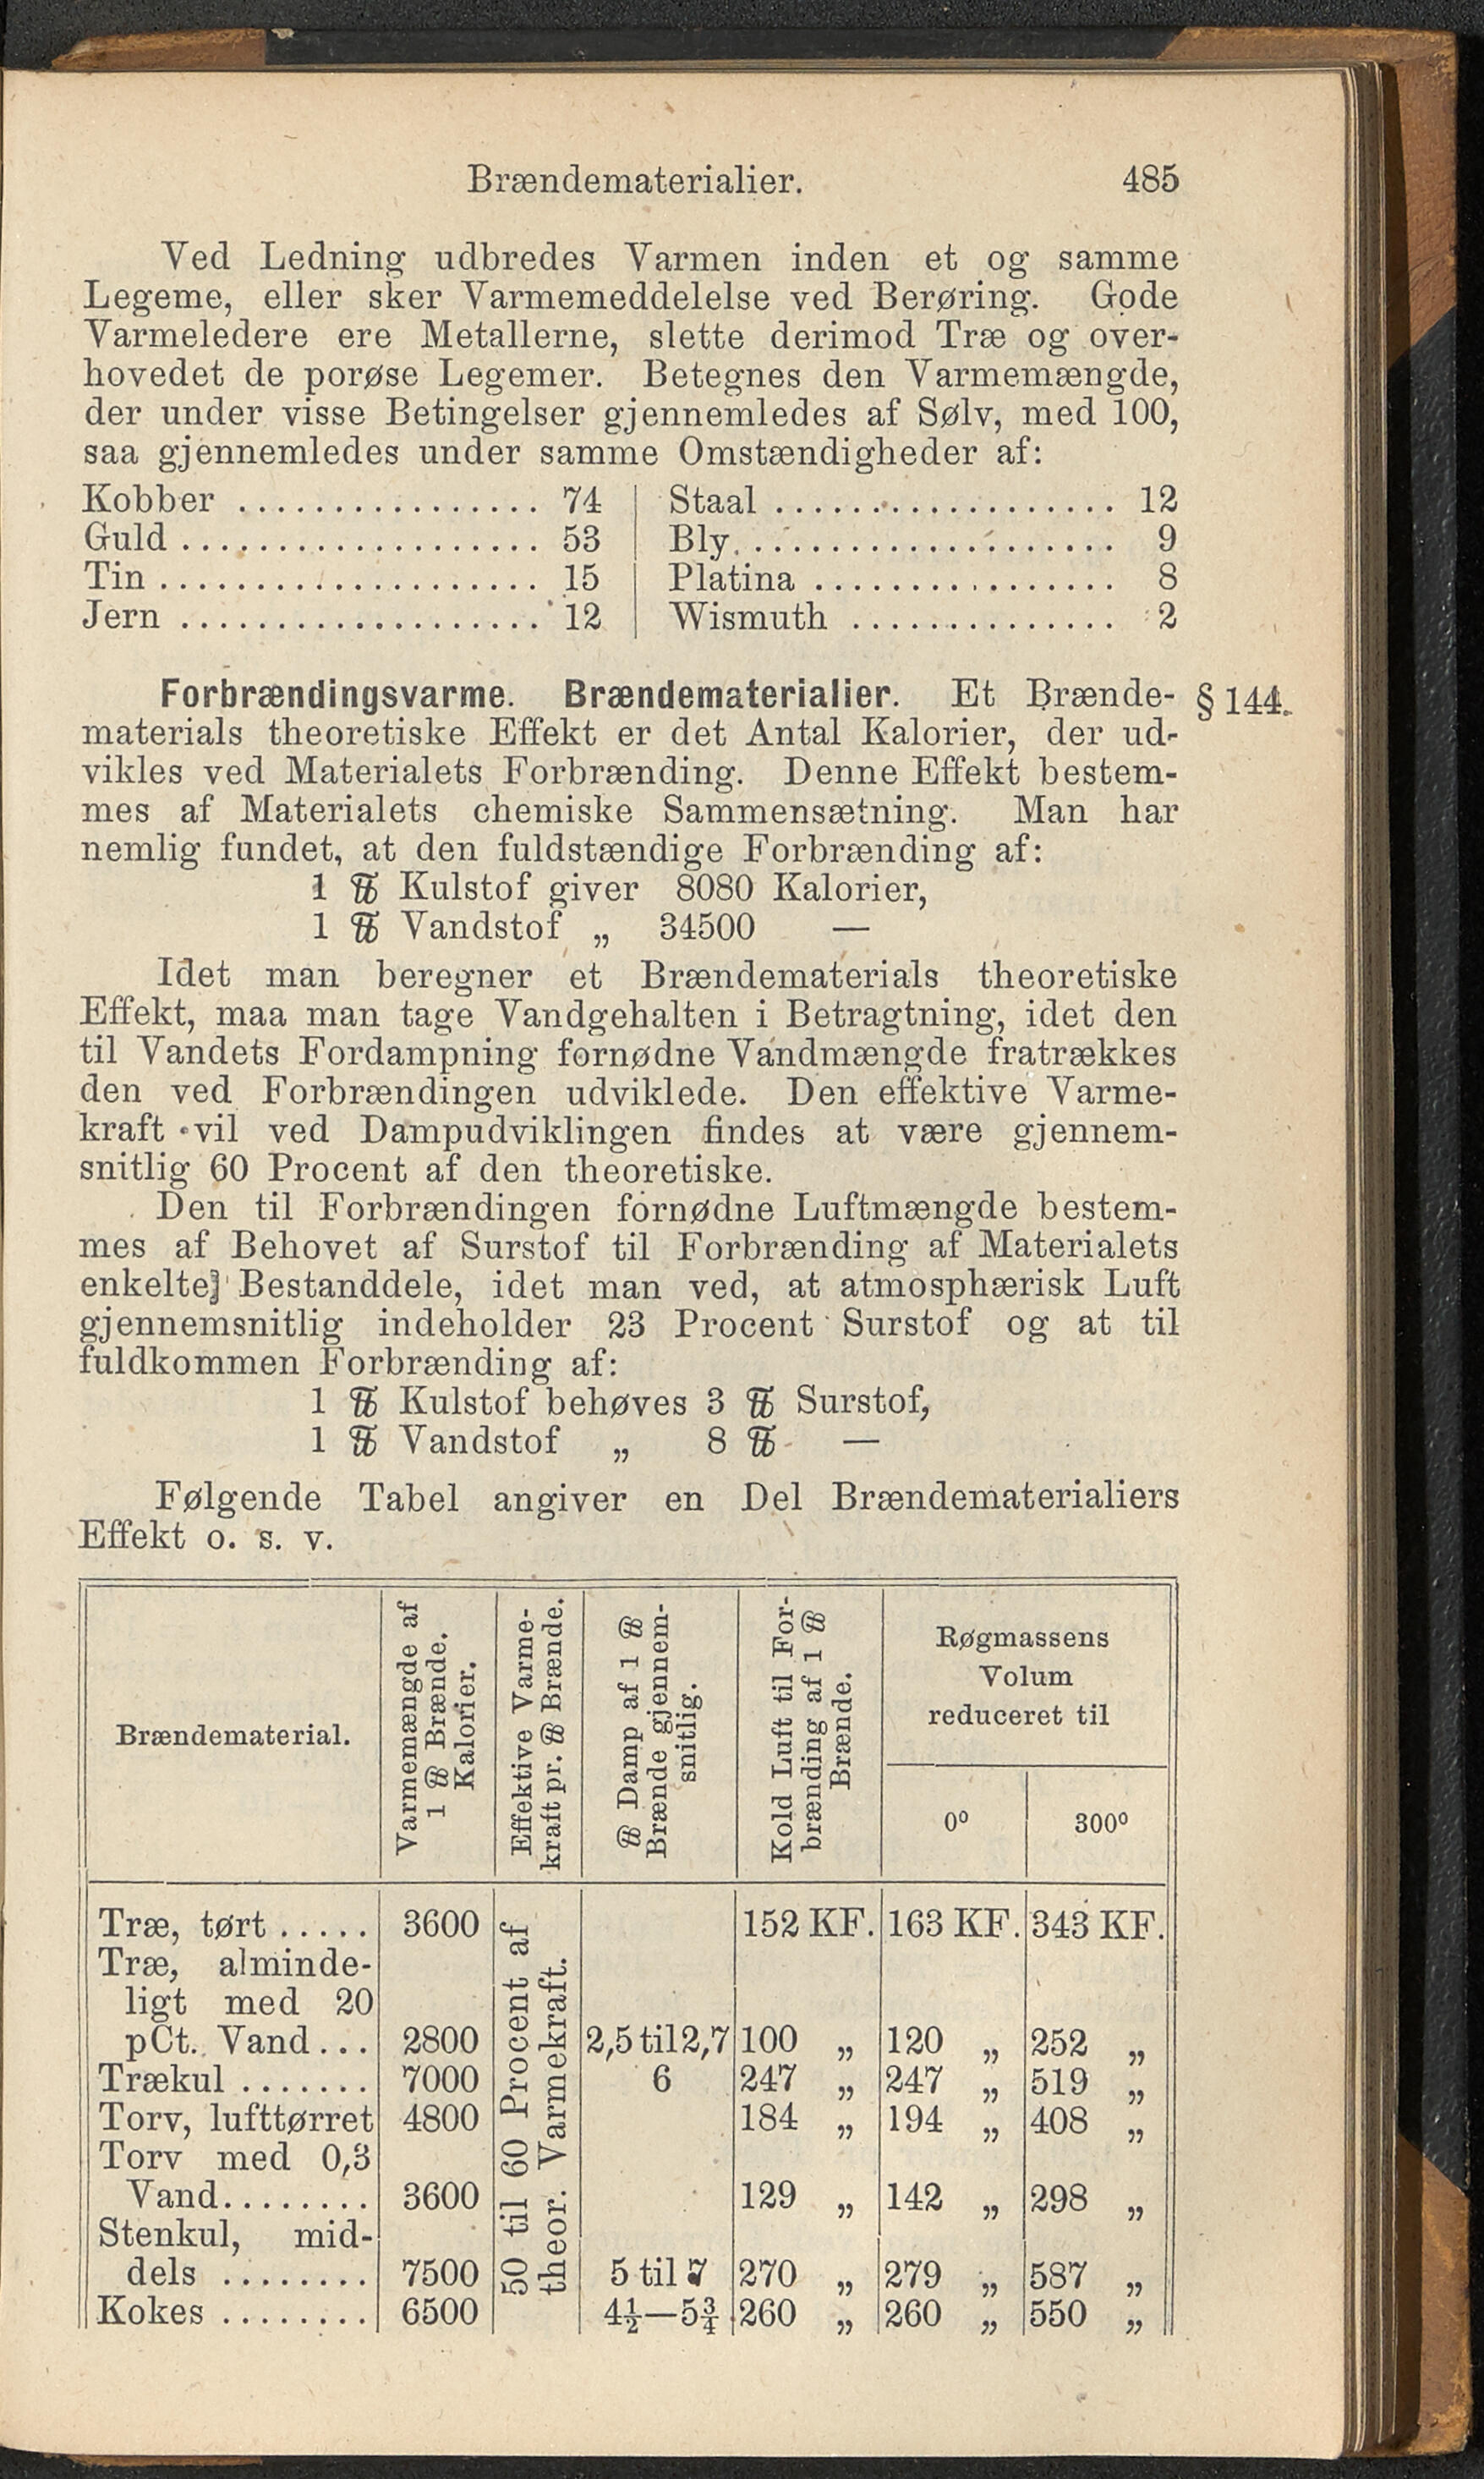 Brændematerialier. 485
Ved Ledning udbredes Varmen inden et og samme
Legeme, eller sker Varmemeddelelse ved Berøring. Gode
Varmeledere ere Metallerne, slette derimod Træ og over-
hovedet de porøse Legemer. Betegnes den Varmemængde,
der under visse Betingelser gjennemledes af Sølv, med 100,
saa gjennemledes under samme Omstændigheder af:
Kobber ................ 74 | Staal .................. 12
Guld ................... 53 | Bly .................... 9
Tin .................... 15 | Platina ................ 8
Jern ................... 12 | Wismuth .............. 2
Forbrændingsvarme. Brændematerialier. Et Brænde- § 144.
materials theoretiske Effekt er det Antal Kalorier, der ud-
vikles ved Materialets Forbrænding. Denne Effekt bestem-
mes af Materialets chemiske Sammensætning. Man har
nemlig fundet, at den fuldstændige Forbrænding af:
1 ℔ Kulstof giver 8080 Kalorier,
1 ℔ Vandstof „ 34500 —
Idet man beregner et Brændematerials theoretiske
Effekt, maa man tage Vandgehalten i Betragtning, idet den
til Vandets Fordampning fornødne Vandmængde fratrækkes
den ved Forbrændingen udviklede. Den effektive Varme-
kraft vil ved Dampudviklingen findes at være gjennem-
snitlig 60 Procent af den theoretiske.
Den til Forbrændingen fornødne Luftmængde bestem-
mes af Behovet af Surstof til Forbrænding af Materialets
enkelte] Bestanddele, idet man ved, at atmosphærisk Luft
gjennemsnitlig indeholder 23 Procent Surstof og at til
fuldkommen Forbrænding af:
1 ℔ Kulstof behøves 3 ℔ Surstof,
1 ℔ Vandstof „ 8 ℔ —
Følgende Tabel angiver en Del Brændematerialiers
Effekt o. s. v.
Brændematerial.
Varmemængde af
1 ℔ Brænde.
Kalorier.
Effektive Varme-
kraft pr. ℔ Brænde.
℔ Damp af 1 ℔
Brænde gjennem-
snitlig.
Kold Luft til For-
brænding af 1 ℔
Brænde.
Røgmassens
Volum
reduceret til
0° 300°
50 til 60 Procent af
theor. Varmekraft.
Træ, tørt ..... 3600 152 KF. 163 KF. 343 KF.
Træ, alminde-
ligt med 20
pCt. Vand ... 2800 2,5 til 2,7 100 „ 120 „ 252 „
Trækul ....... 7000 6 247 „ 247 „ 519 „
Torv, lufttørret 4800 184 „ 194 „ 408 „
Torv med 0,3
Vand ........ 3600 129 „ 142 „ 298 „
Stenkul, mid-
dels ........ 7500 5 til 7 270 „ 279 „ 587 „
Kokes ........ 6500 4½—5¾ 260 „ 260 „ 550 „